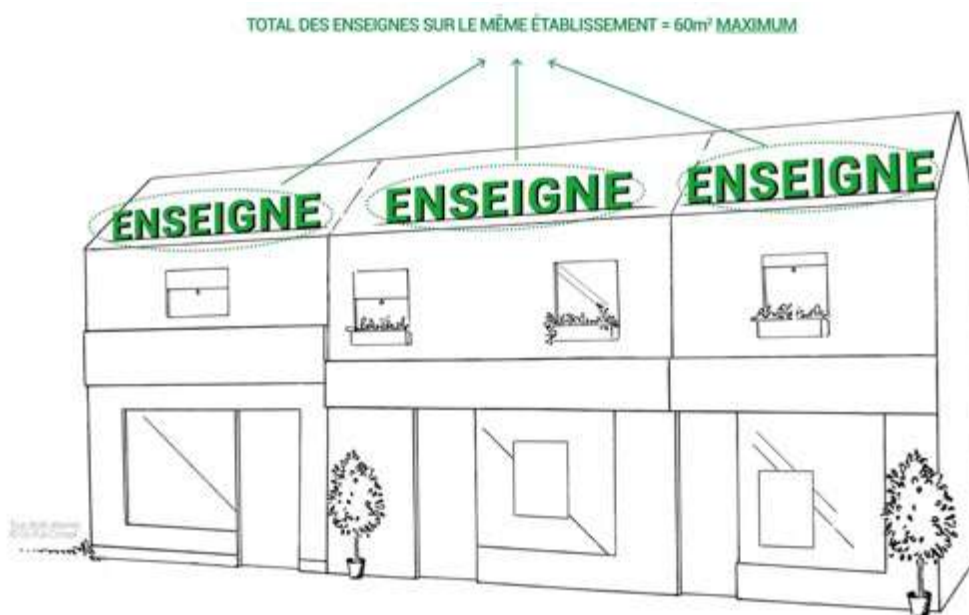 TOTAL DES ENSEIGNES SUR LE MÊME ÉTABLISSEMENT = 60m² MAXIMUM
ENSEIGNE ENSEIGNE ENSEIGNE